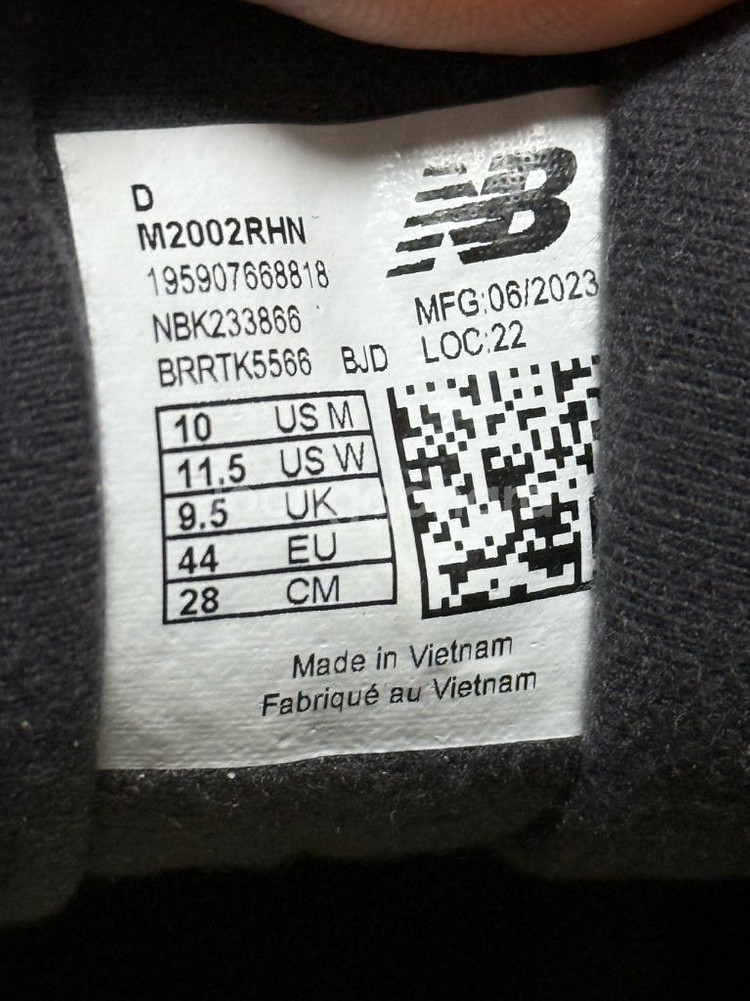 D
M2002RHN
195907668818
NBK233866
BRRTK5566 BJD
NB
MFG:06/2023
LOC:22
10 US M
11.5 US W
9.5 UK
44 EU
28 CM
Made in Vietnam
Fabriqué au Vietnam